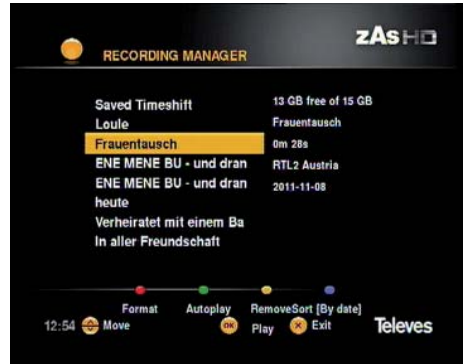 zAs HD
RECORDING MANAGER
Saved Timeshift
Loule
Frauentausch
ENE MENE BU - und dran
ENE MENE BU - und dran
heute
Verheiratet mit einem Ba
In aller Freundschaft
13 GB free of 15 GB
Frauentausch
0m 28s
RTL2 Austria
2011-11-08
Format Autoplay RemoveSort [By date]
12:54 Move OK Play X Exit Televes